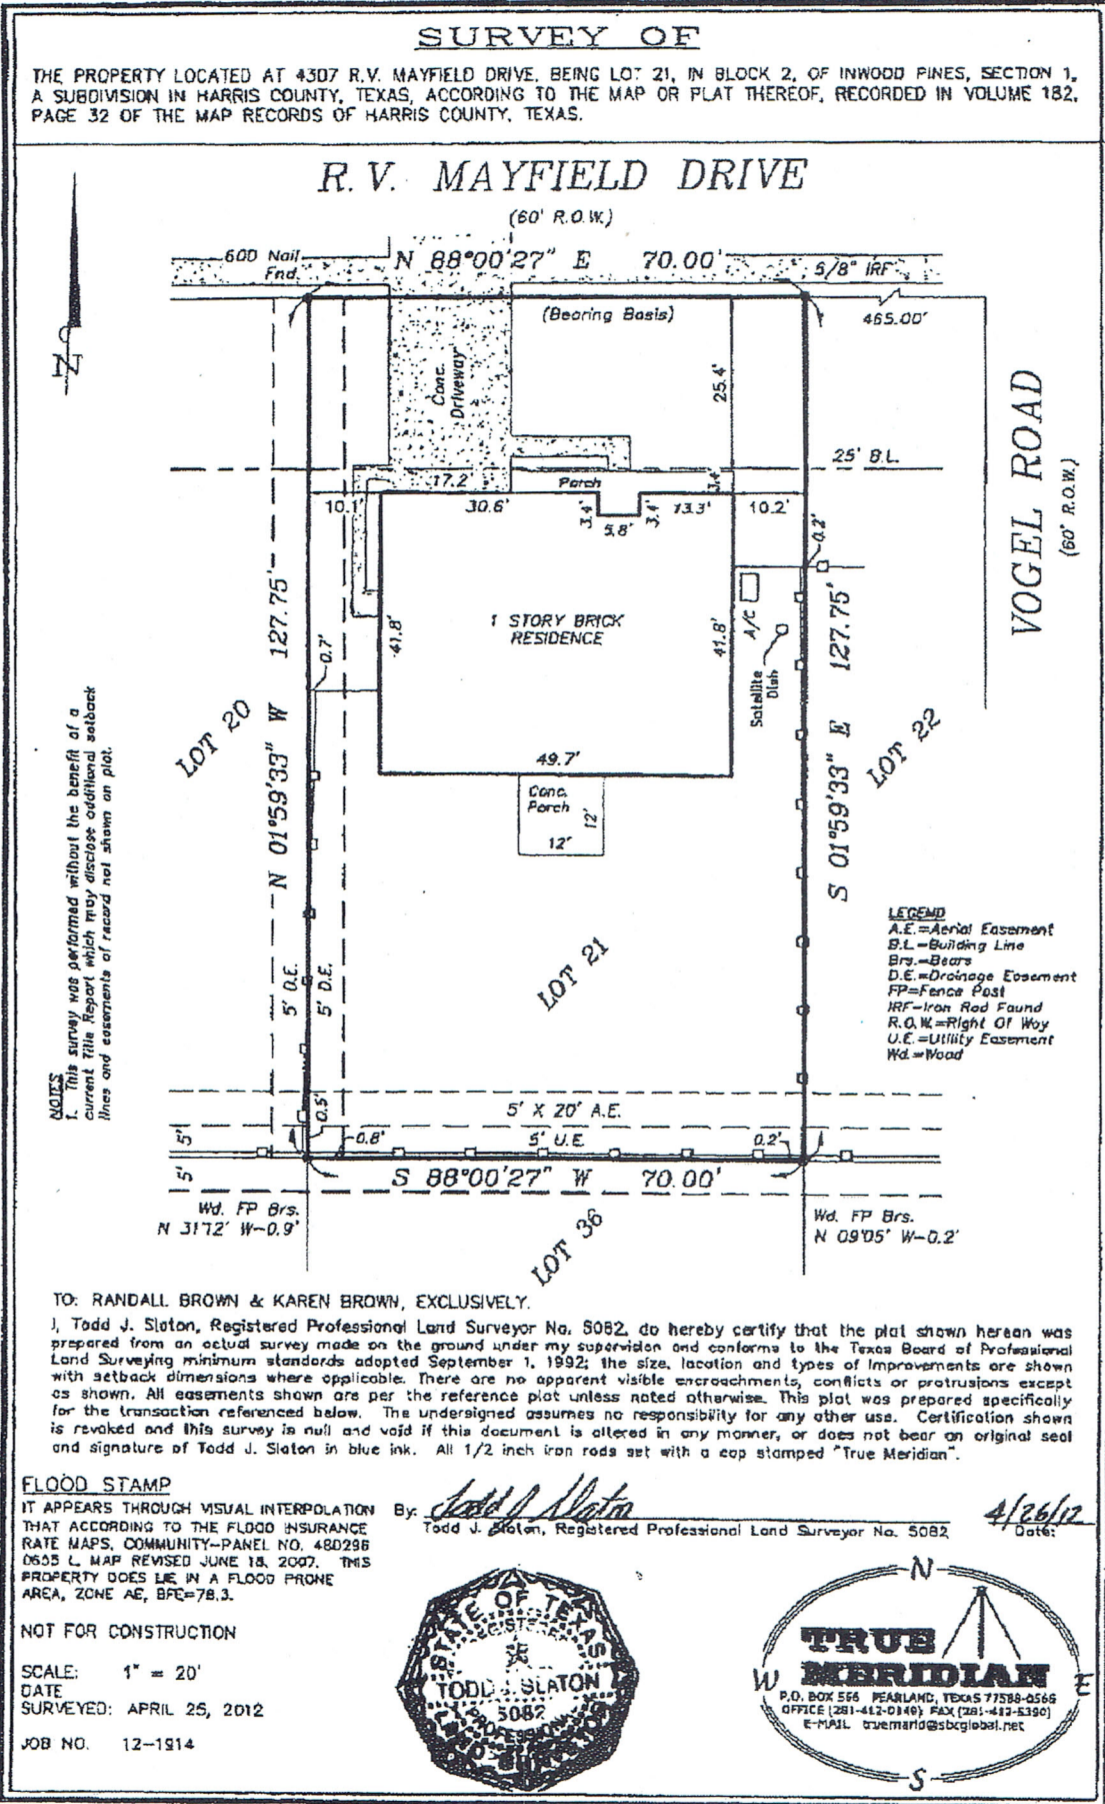 SURVEY OF
THE PROPERTY LOCATED AT 4307 R.V. MAYFIELD DRIVE, BEING LOT 21, IN BLOCK 2, OF INWOOD PINES, SECTION 1,
A SUBDIVISION IN HARRIS COUNTY, TEXAS, ACCORDING TO THE MAP OR PLAT THEREOF, RECORDED IN VOLUME 182,
PAGE 32 OF THE MAP RECORDS OF HARRIS COUNTY, TEXAS.
R.V. MAYFIELD DRIVE
(60' R.O.W.)
60D Nail
Fnd.
N 88°00'27" E 70.00'
5/8" IRF
(Bearing Basis)
465.00'
N
Conc.
Driveway
25.4'
VOGEL ROAD
(60' R.O.W.)
25' B.L.
17.2'
Porch
3.4'
10.1'
30.6'
3.4'
5.8'
3.4'
13.3'
10.2'
0.2'
N 01°59'33" W 127.75'
0.7'
41.8'
1 STORY BRICK
RESIDENCE
41.8'
A/C
Satellite
Dish
S 01°59'33" E 127.75'
LOT 20
LOT 22
49.7'
Conc.
Porch
12'
12'
NOTES
1. This survey was performed without the benefit of a
current Title Report which may disclose additional setback
lines and easements of record not shown on plat.
LOT 21
5' D.E.
5' D.E.
LEGEND
A.E.=Aerial Easement
B.L.=Building Line
Brs.=Bears
D.E.=Drainage Easement
FP=Fence Post
IRF=Iron Rod Found
R.O.W.=Right Of Way
U.E.=Utility Easement
Wd.=Wood
5' X 20' A.E.
0.5'
5'
0.8'
5' U.E.
0.2'
5'
S 88°00'27" W 70.00'
Wd. FP Brs.
N 31°12' W-0.9'
Wd. FP Brs.
N 09°05' W-0.2'
LOT 36
TO: RANDALL BROWN & KAREN BROWN, EXCLUSIVELY.
I, Todd J. Slaton, Registered Professional Land Surveyor No. 5082, do hereby certify that the plat shown hereon was
prepared from an actual survey made on the ground under my supervision and conforms to the Texas Board of Professional
Land Surveying minimum standards adopted September 1, 1992; the size, location and types of improvements are shown
with setback dimensions where applicable. There are no apparent visible encroachments, conflicts or protrusions except
as shown. All easements shown are per the reference plat unless noted otherwise. This plat was prepared specifically
for the transaction referenced below. The undersigned assumes no responsibility for any other use. Certification shown
is revoked and this survey is null and void if this document is altered in any manner, or does not bear an original seal
and signature of Todd J. Slaton in blue ink. All 1/2 inch iron rods set with a cap stamped "True Meridian".
FLOOD STAMP
IT APPEARS THROUGH VISUAL INTERPOLATION
THAT ACCORDING TO THE FLOOD INSURANCE
RATE MAPS, COMMUNITY-PANEL NO. 480296
0655 L, MAP REVISED JUNE 18, 2007. THIS
PROPERTY DOES LIE IN A FLOOD PRONE
AREA, ZONE AE, BFE=78.3.
NOT FOR CONSTRUCTION
SCALE: 1" = 20'
DATE
SURVEYED: APRIL 25, 2012
JOB NO. 12-1914
By: Todd J Slaton
4/26/12
Todd J. Slaton, Registered Professional Land Surveyor No. 5082
Date:
STATE OF TEXAS
REGISTERED
TODD J. SLATON
5082
PROFESSIONAL
LAND SURVEYOR
N
W
E
S
TRUE
MERIDIAN
P.O. BOX 566 PEARLAND, TEXAS 77588-0566
OFFICE (281-412-0149) FAX (281-412-5390)
E-MAIL truemerid@sbcglobal.net